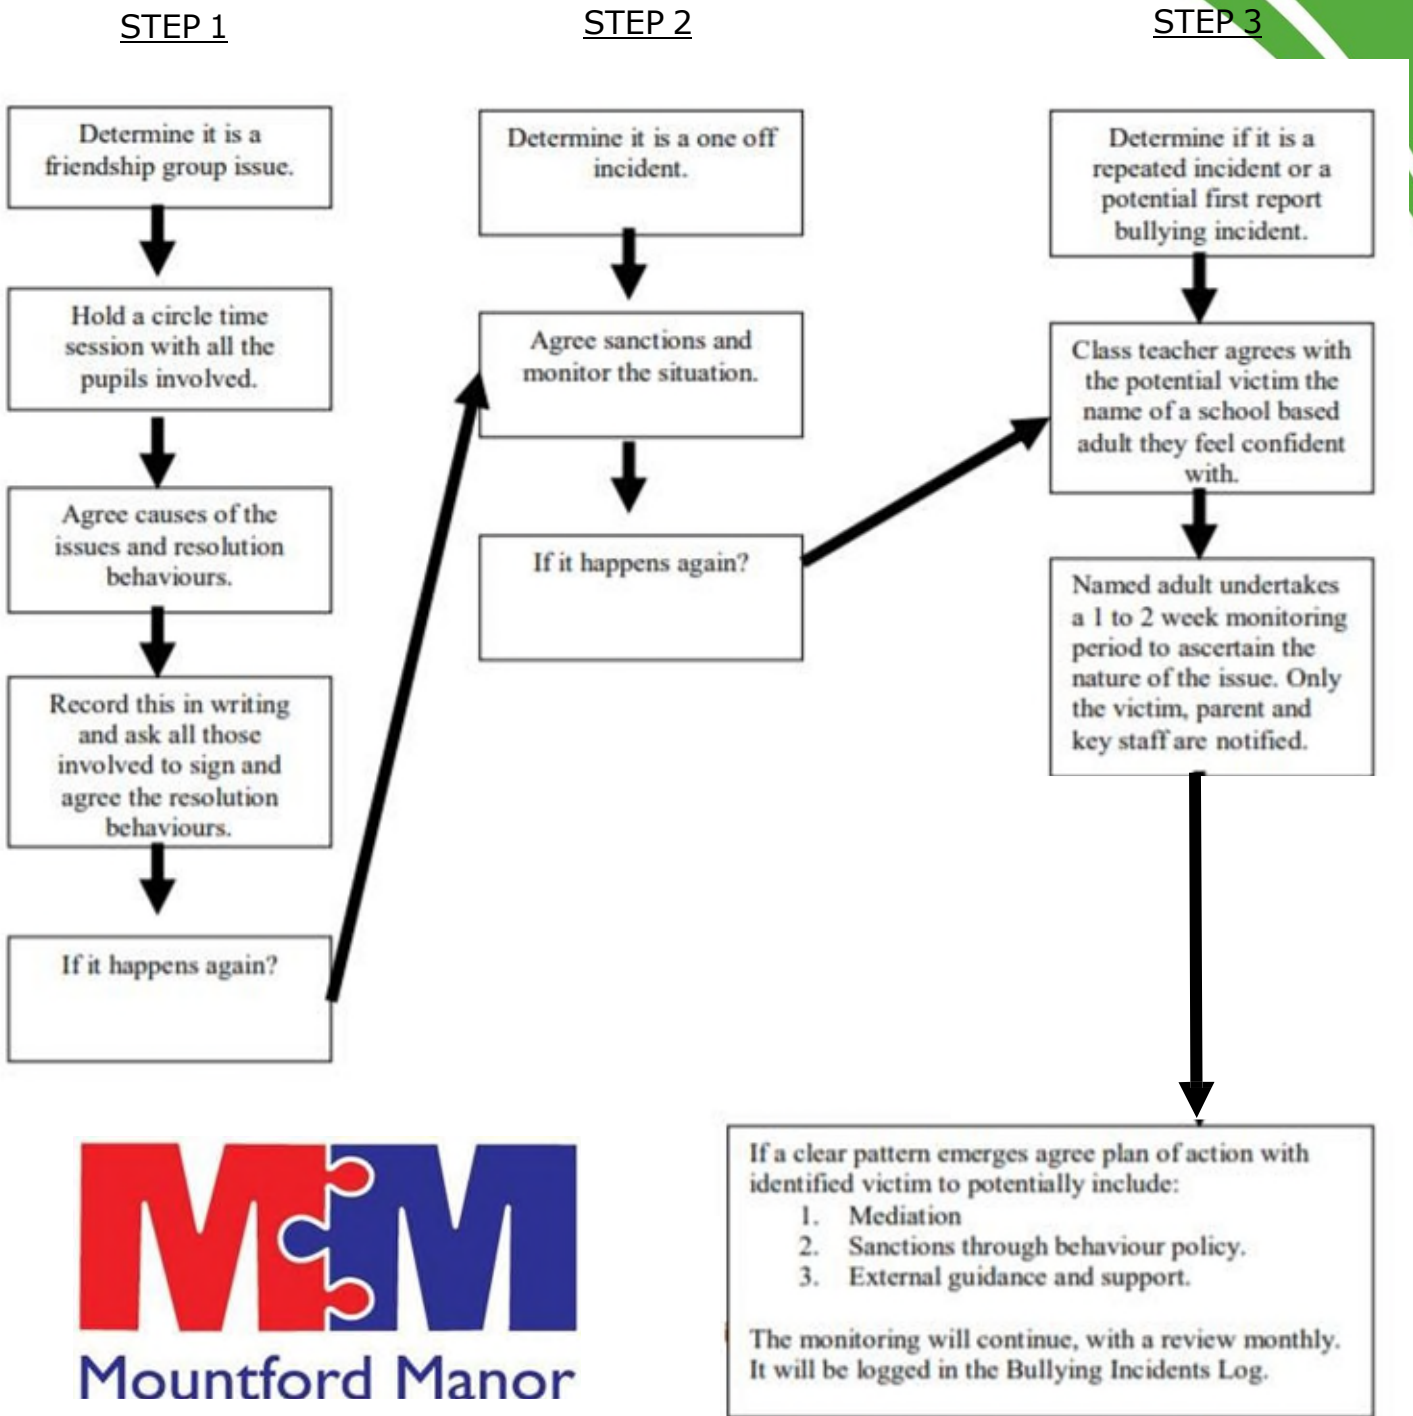 STEP 1
Determine it is a
friendship group issue.
Hold a circle time
session with all the
pupils involved.
Agree causes of the
issues and resolution
behaviours.
Record this in writing
and ask all those
involved to sign and
agree the resolution
behaviours.
If it happens again?
STEP 2
Determine it is a one off
incident.
Agree sanctions and
monitor the situation.
If it happens again?
STEP 3
Determine if it is a
repeated incident or a
potential first report
bullying incident.
Class teacher agrees with
the potential victim the
name of a school based
adult they feel confident
with.
Named adult undertakes
a 1 to 2 week monitoring
period to ascertain the
nature of the issue. Only
the victim, parent and
key staff are notified.
If a clear pattern emerges agree plan of action with
identified victim to potentially include:
1. Mediation
2. Sanctions through behaviour policy.
3. External guidance and support.
The monitoring will continue, with a review monthly.
It will be logged in the Bullying Incidents Log.
MM
Mountford Manor